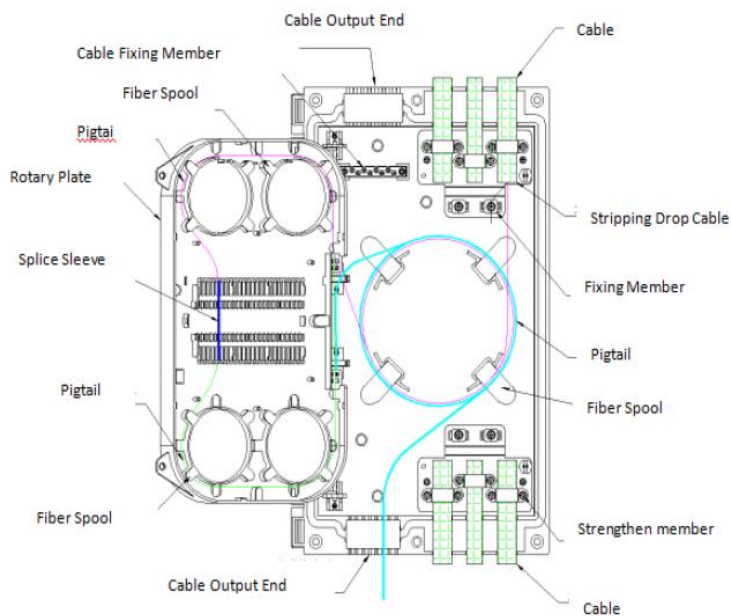 Cable Output End
Cable
Cable Fixing Member
Fiber Spool
Pigtai
Rotary Plate
Stripping Drop Cable
Splice Sleeve
Fixing Member
Pigtail
Pigtail
Fiber Spool
Fiber Spool
Strengthen member
Cable Output End
Cable